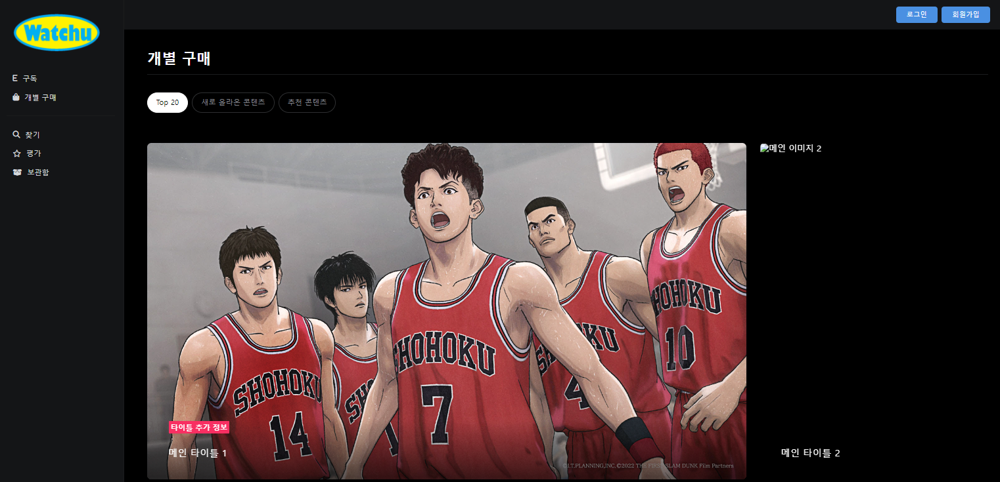 Watchu
로그인
회원가입
E 구독
개별 구매
찾기
평가
보관함
개별 구매
Top 20
새로 올라온 콘텐츠
추천 콘텐츠
메인 이미지 2
SHOHOKU
14
SHOHOKU
7
4
SHOHOKU
10
타이틀 추가 정보
메인 타이틀 1
©I.T.PLANNING,INC.©2022 THE FIRST SLAM DUNK Film Partners
메인 타이틀 2